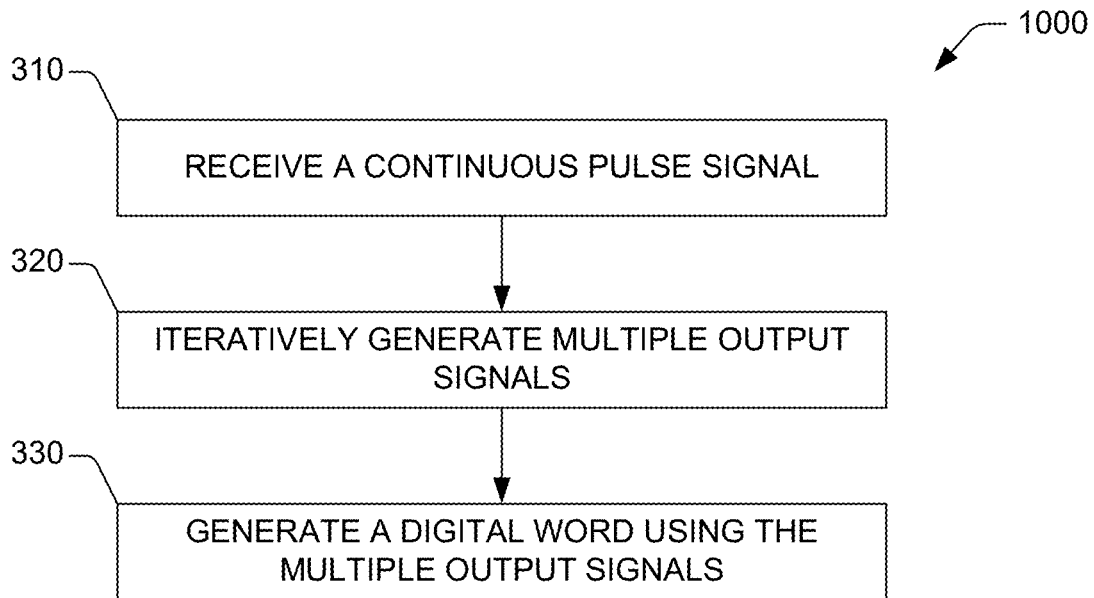 1000
310
RECEIVE A CONTINUOUS PULSE SIGNAL
320
ITERATIVELY GENERATE MULTIPLE OUTPUT
SIGNALS
330
GENERATE A DIGITAL WORD USING THE
MULTIPLE OUTPUT SIGNALS